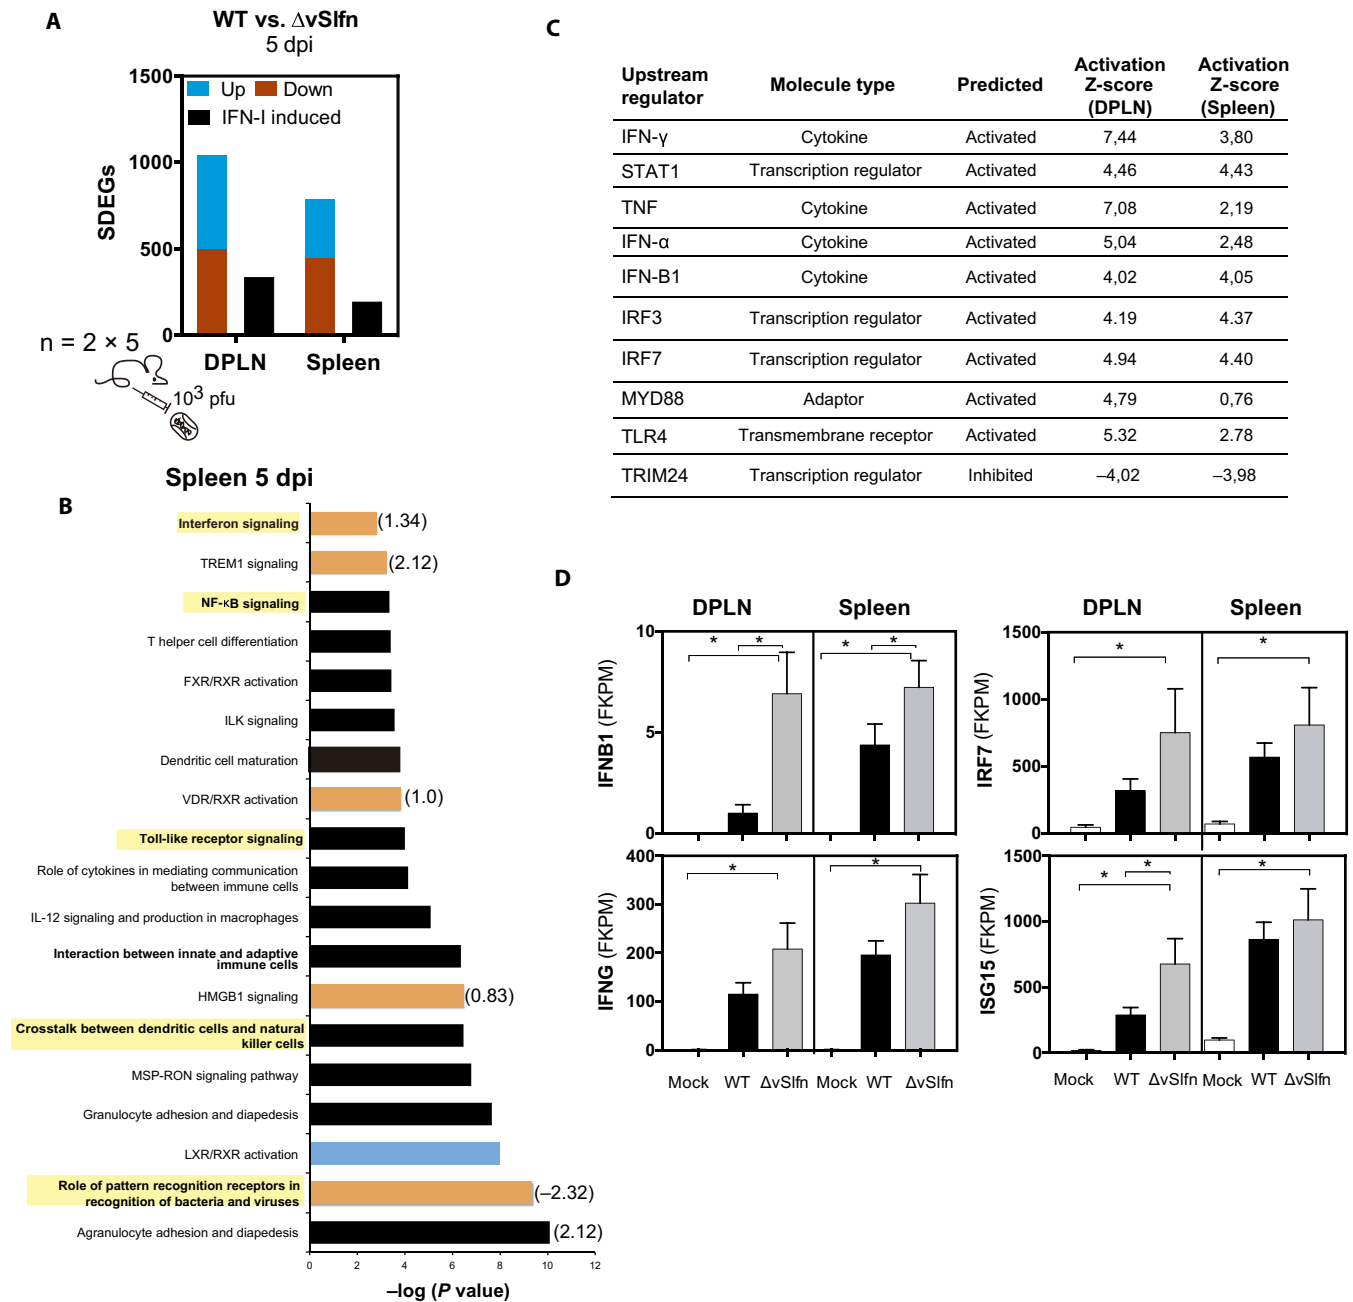 A
WT vs. ΔvSlfn
5 dpi
SDEGs
1500
1000
500
0
Up
Down
IFN-I induced
DPLN
Spleen
n = 2 × 5
10³ pfu
B
Spleen 5 dpi
Interferon signaling
(1.34)
TREM1 signaling
(2.12)
NF-κB signaling
T helper cell differentiation
FXR/RXR activation
ILK signaling
Dendritic cell maturation
VDR/RXR activation
(1.0)
Toll-like receptor signaling
Role of cytokines in mediating communication
between immune cells
IL-12 signaling and production in macrophages
Interaction between innate and adaptive
immune cells
HMGB1 signaling
(0.83)
Crosstalk between dendritic cells and natural
killer cells
MSP-RON signaling pathway
Granulocyte adhesion and diapedesis
LXR/RXR activation
Role of pattern recognition receptors in
recognition of bacteria and viruses
(–2.32)
Agranulocyte adhesion and diapedesis
(2.12)
0 2 4 6 8 10 12
–log (P value)
C
Upstream regulator
Molecule type
Predicted
Activation Z-score (DPLN)
Activation Z-score (Spleen)
IFN-γ Cytokine Activated 7,44 3,80
STAT1 Transcription regulator Activated 4,46 4,43
TNF Cytokine Activated 7,08 2,19
IFN-α Cytokine Activated 5,04 2,48
IFN-B1 Cytokine Activated 4,02 4,05
IRF3 Transcription regulator Activated 4.19 4.37
IRF7 Transcription regulator Activated 4.94 4.40
MYD88 Adaptor Activated 4,79 0,76
TLR4 Transmembrane receptor Activated 5.32 2.78
TRIM24 Transcription regulator Inhibited –4,02 –3,98
D
DPLN Spleen
IFNB1 (FKPM)
10
5
0
* * * *
IFNG (FKPM)
400
300
200
100
0
* *
Mock WT ΔvSlfn Mock WT ΔvSlfn
DPLN Spleen
IRF7 (FKPM)
1500
1000
500
0
* *
ISG15 (FKPM)
1500
1000
500
0
* * *
Mock WT ΔvSlfn Mock WT ΔvSlfn